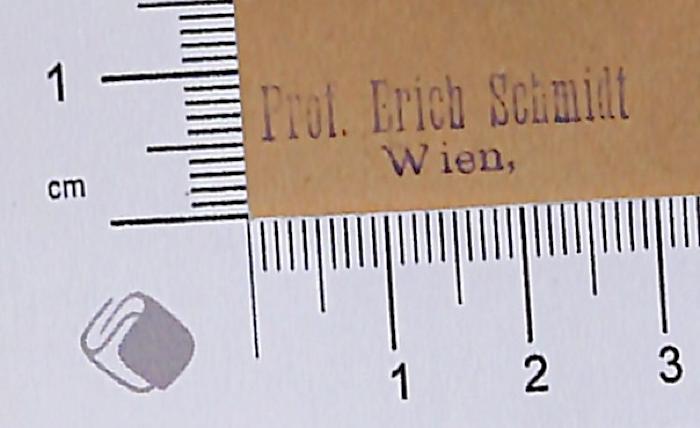 1
Prof. Erich Schmidt
Wien,
cm
1 2 3